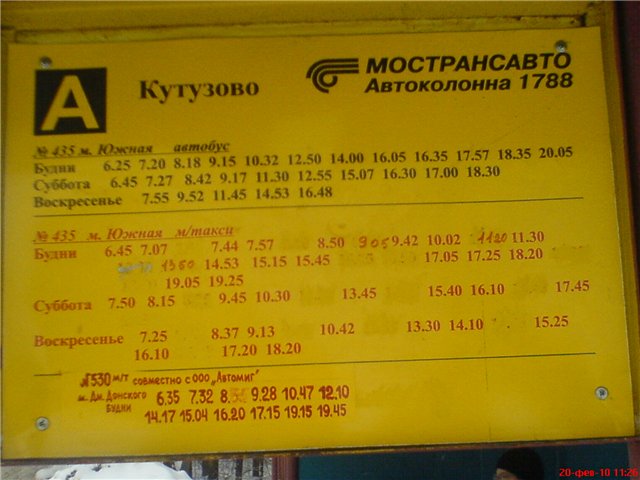 А
Кутузово
МОСТРАНСАВТО
Автоколонна 1788
№ 435 м. Южная автобус
Будни 6.25 7.20 8.18 9.15 10.32 12.50 14.00 16.05 16.35 17.57 18.35 20.05
Суббота 6.45 7.27 8.42 9.17 11.30 12.55 15.07 16.30 17.00 18.30
Воскресенье 7.55 9.52 11.45 14.53 16.48
№ 435 м. Южная м/такси
Будни 6.45 7.07 7.44 7.57 8.50 905 9.42 10.02 1120 11.30
1350 14.53 15.15 15.45 17.05 17.25 18.20
19.05 19.25
Суббота 7.50 8.15 9.45 10.30 13.45 15.40 16.10 17.45
Воскресенье 7.25 8.37 9.13 10.42 13.30 14.10 15.25
16.10 17.20 18.20
№530 м/т совместно с ООО „Автомиг"
м. Дм. Донского 6.35 7.32 9.28 10.47 12.10
БУДНИ 14.17 15.04 16.20 17.15 19.15 19.45
20-фев-10 11:26